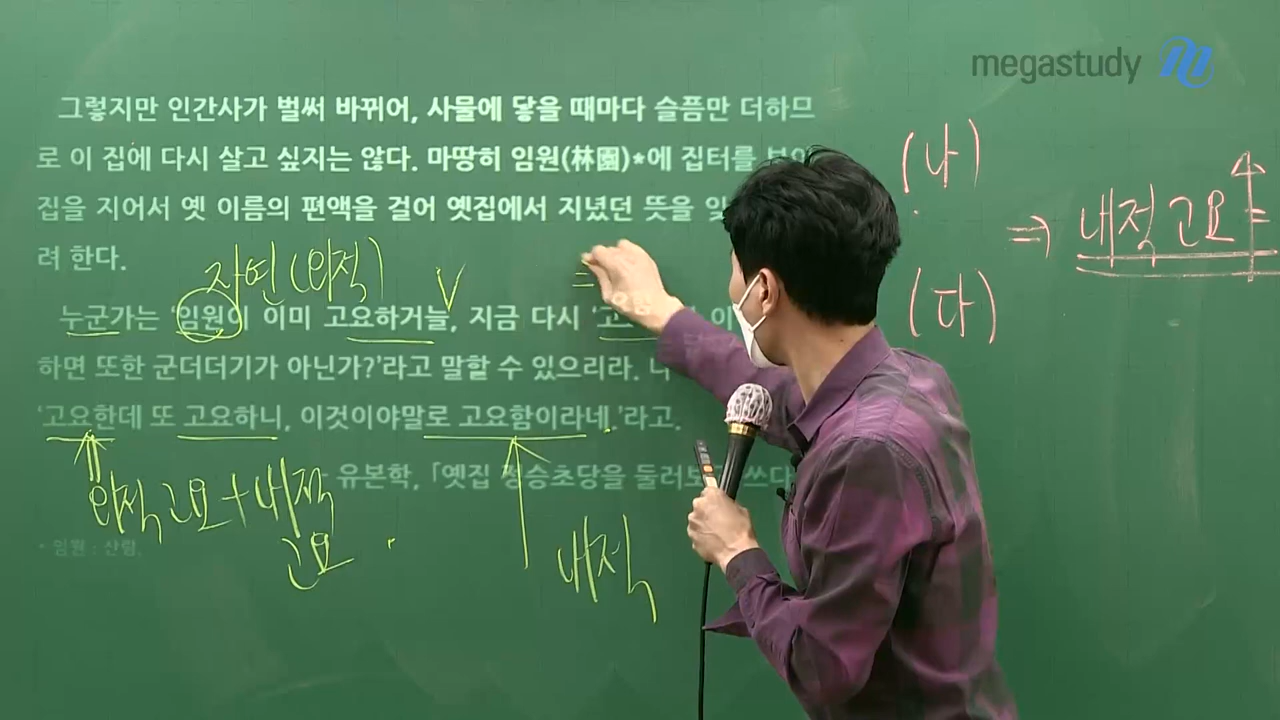 megastudy
그렇지만 인간사가 벌써 바뀌어, 사물에 닿을 때마다 슬픔만 더하므
로 이 집에 다시 살고 싶지는 않다. 마땅히 임원(林園)*에 집터를
집을 지어서 옛 이름의 편액을 걸어 옛집에서 지녔던 뜻을
려 한다.
자연(외적)
V
누군가는 '임원이 이미 고요하거늘, 지금 다시
하면 또한 군더더기가 아닌가?'라고 말할 수 있으리라.
'고요한데 또 고요하니, 이것이야말로 고요함이라네.'라고.
외적 고요 + 내적
고요
내적
- 유본학, 「옛집 정승초당을 둘러보고 쓰다
* 임원 : 산림.
(나)
(다)
⇒ 내적 고요